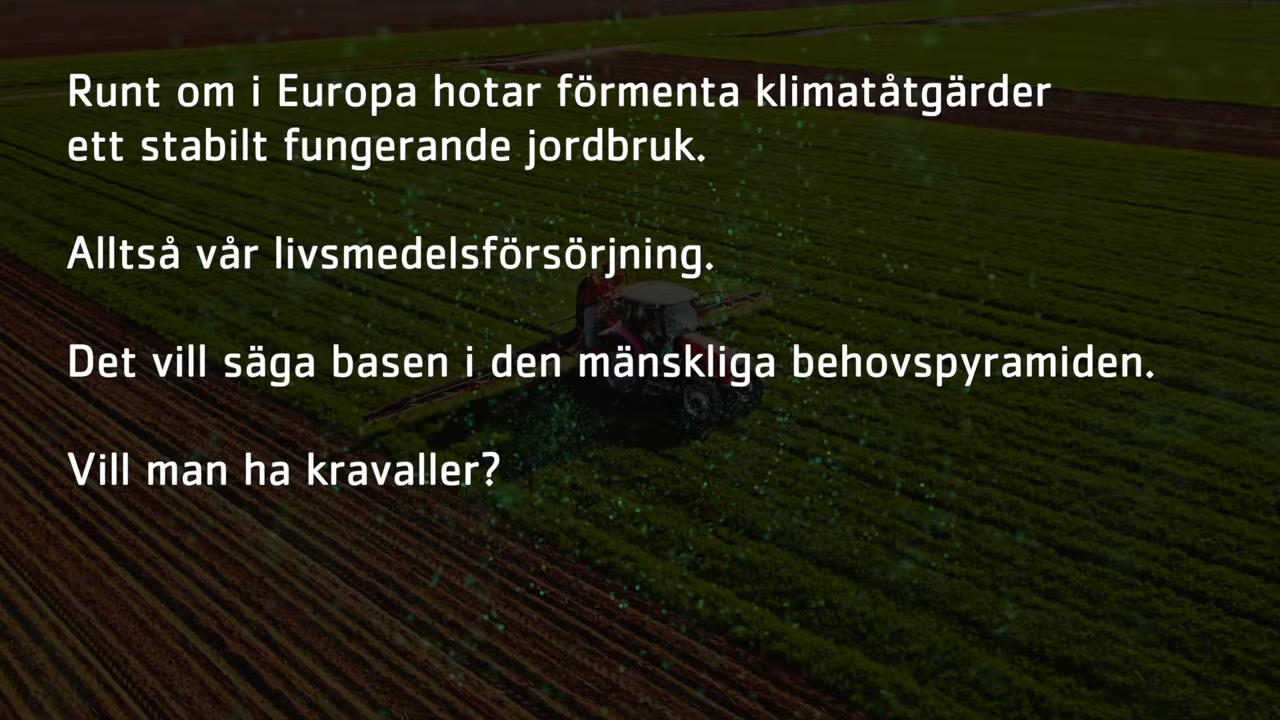 Runt om i Europa hotar förmenta klimatåtgärder
ett stabilt fungerande jordbruk.
Alltså vår livsmedelsförsörjning.
Det vill säga basen i den mänskliga behovspyramiden.
Vill man ha kravaller?